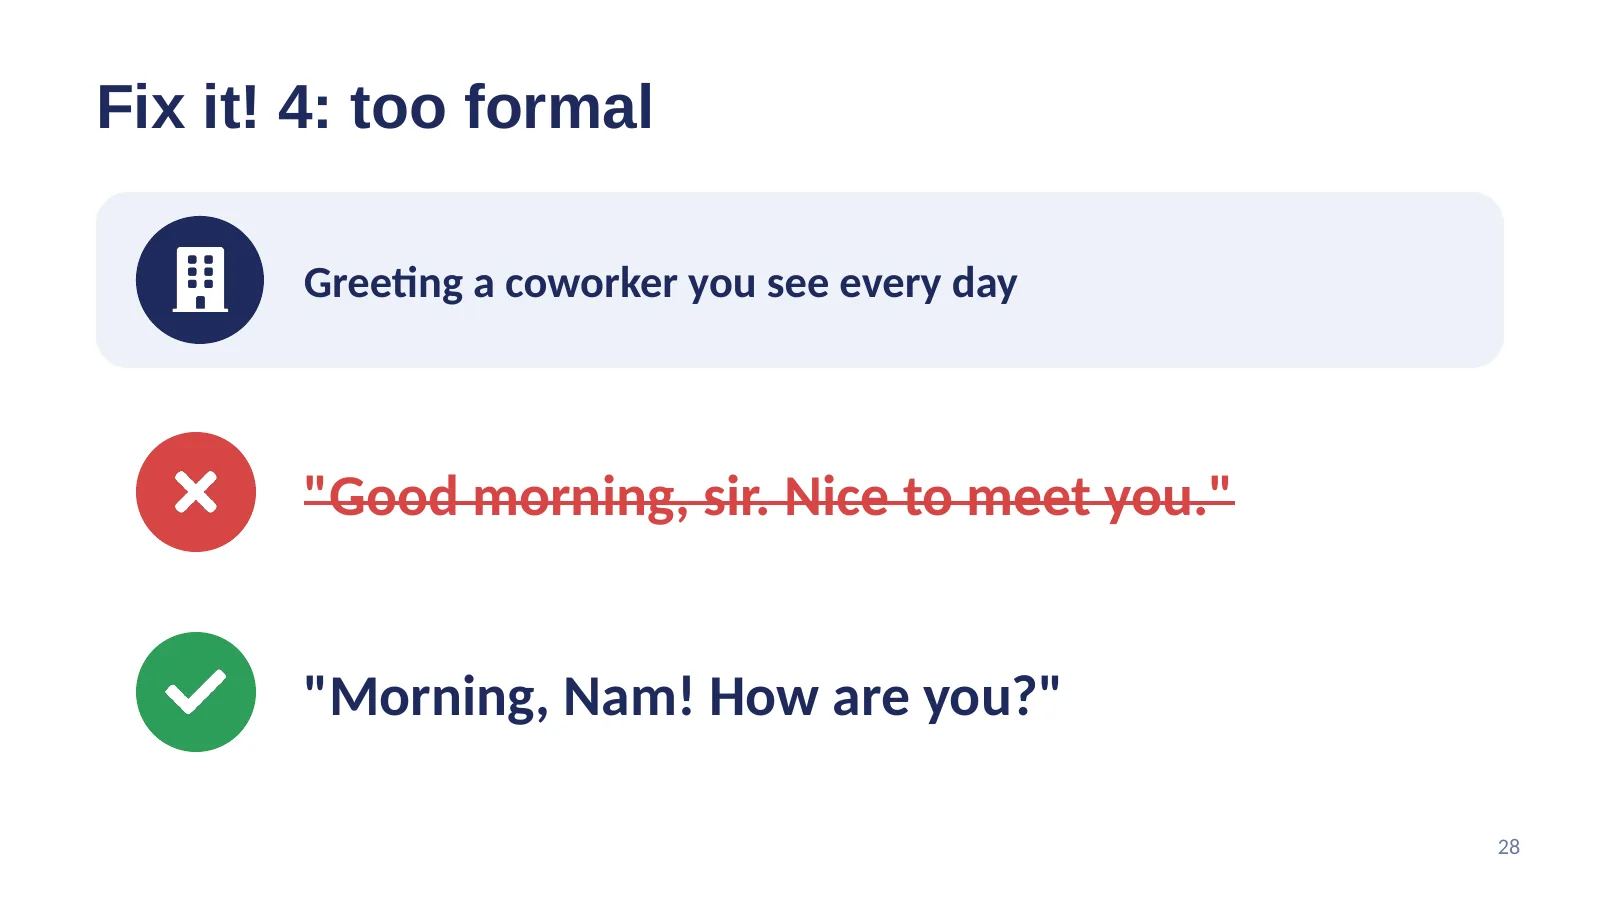 Fix it! 4: too formal
Greeting a coworker you see every day
"Good morning, sir. Nice to meet you."
"Morning, Nam! How are you?"
28